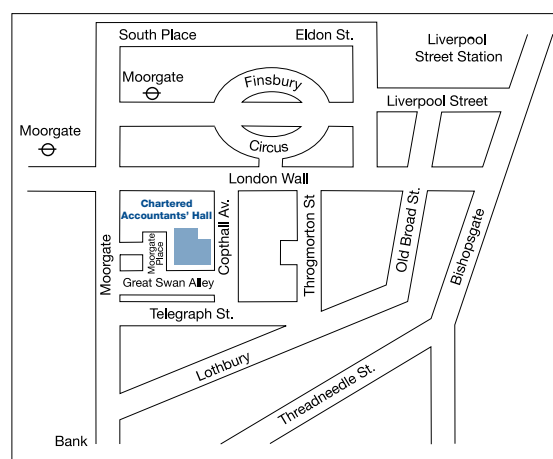 South Place
Eldon St.
Liverpool
Street Station
Moorgate
Finsbury
Liverpool Street
Moorgate
Circus
London Wall
Chartered
Accountants' Hall
Moorgate
Moorgate
Place
Copthall Av.
Throgmorton St
Old Broad St.
Bishopsgate
Great Swan Alley
Telegraph St.
Lothbury
Threadneedle St.
Bank